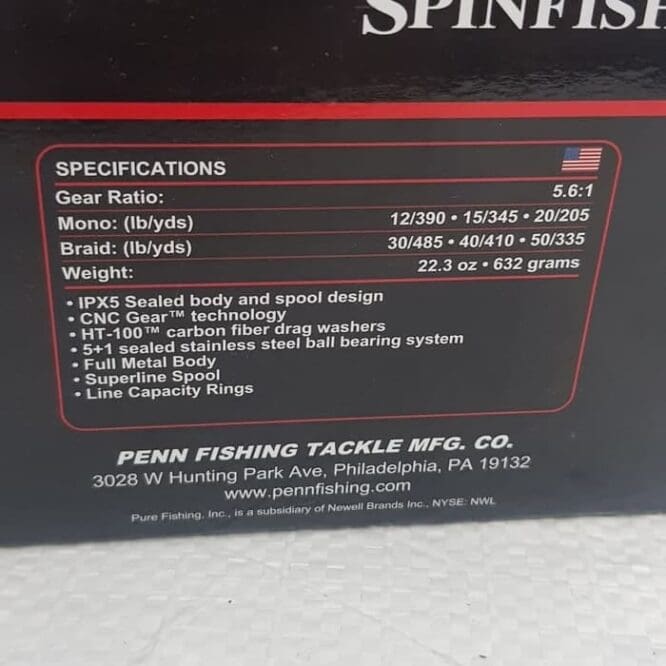 SPINFISH
SPECIFICATIONS
Gear Ratio: 5.6:1
Mono: (lb/yds) 12/390 • 15/345 • 20/205
Braid: (lb/yds) 30/485 • 40/410 • 50/335
Weight: 22.3 oz • 632 grams
• IPX5 Sealed body and spool design
• CNC Gear™ technology
• HT-100™ carbon fiber drag washers
• 5+1 sealed stainless steel ball bearing system
• Full Metal Body
• Superline Spool
• Line Capacity Rings
PENN FISHING TACKLE MFG. CO.
3028 W Hunting Park Ave, Philadelphia, PA 19132
www.pennfishing.com
Pure Fishing, Inc., is a subsidiary of Newell Brands Inc., NYSE: NWL